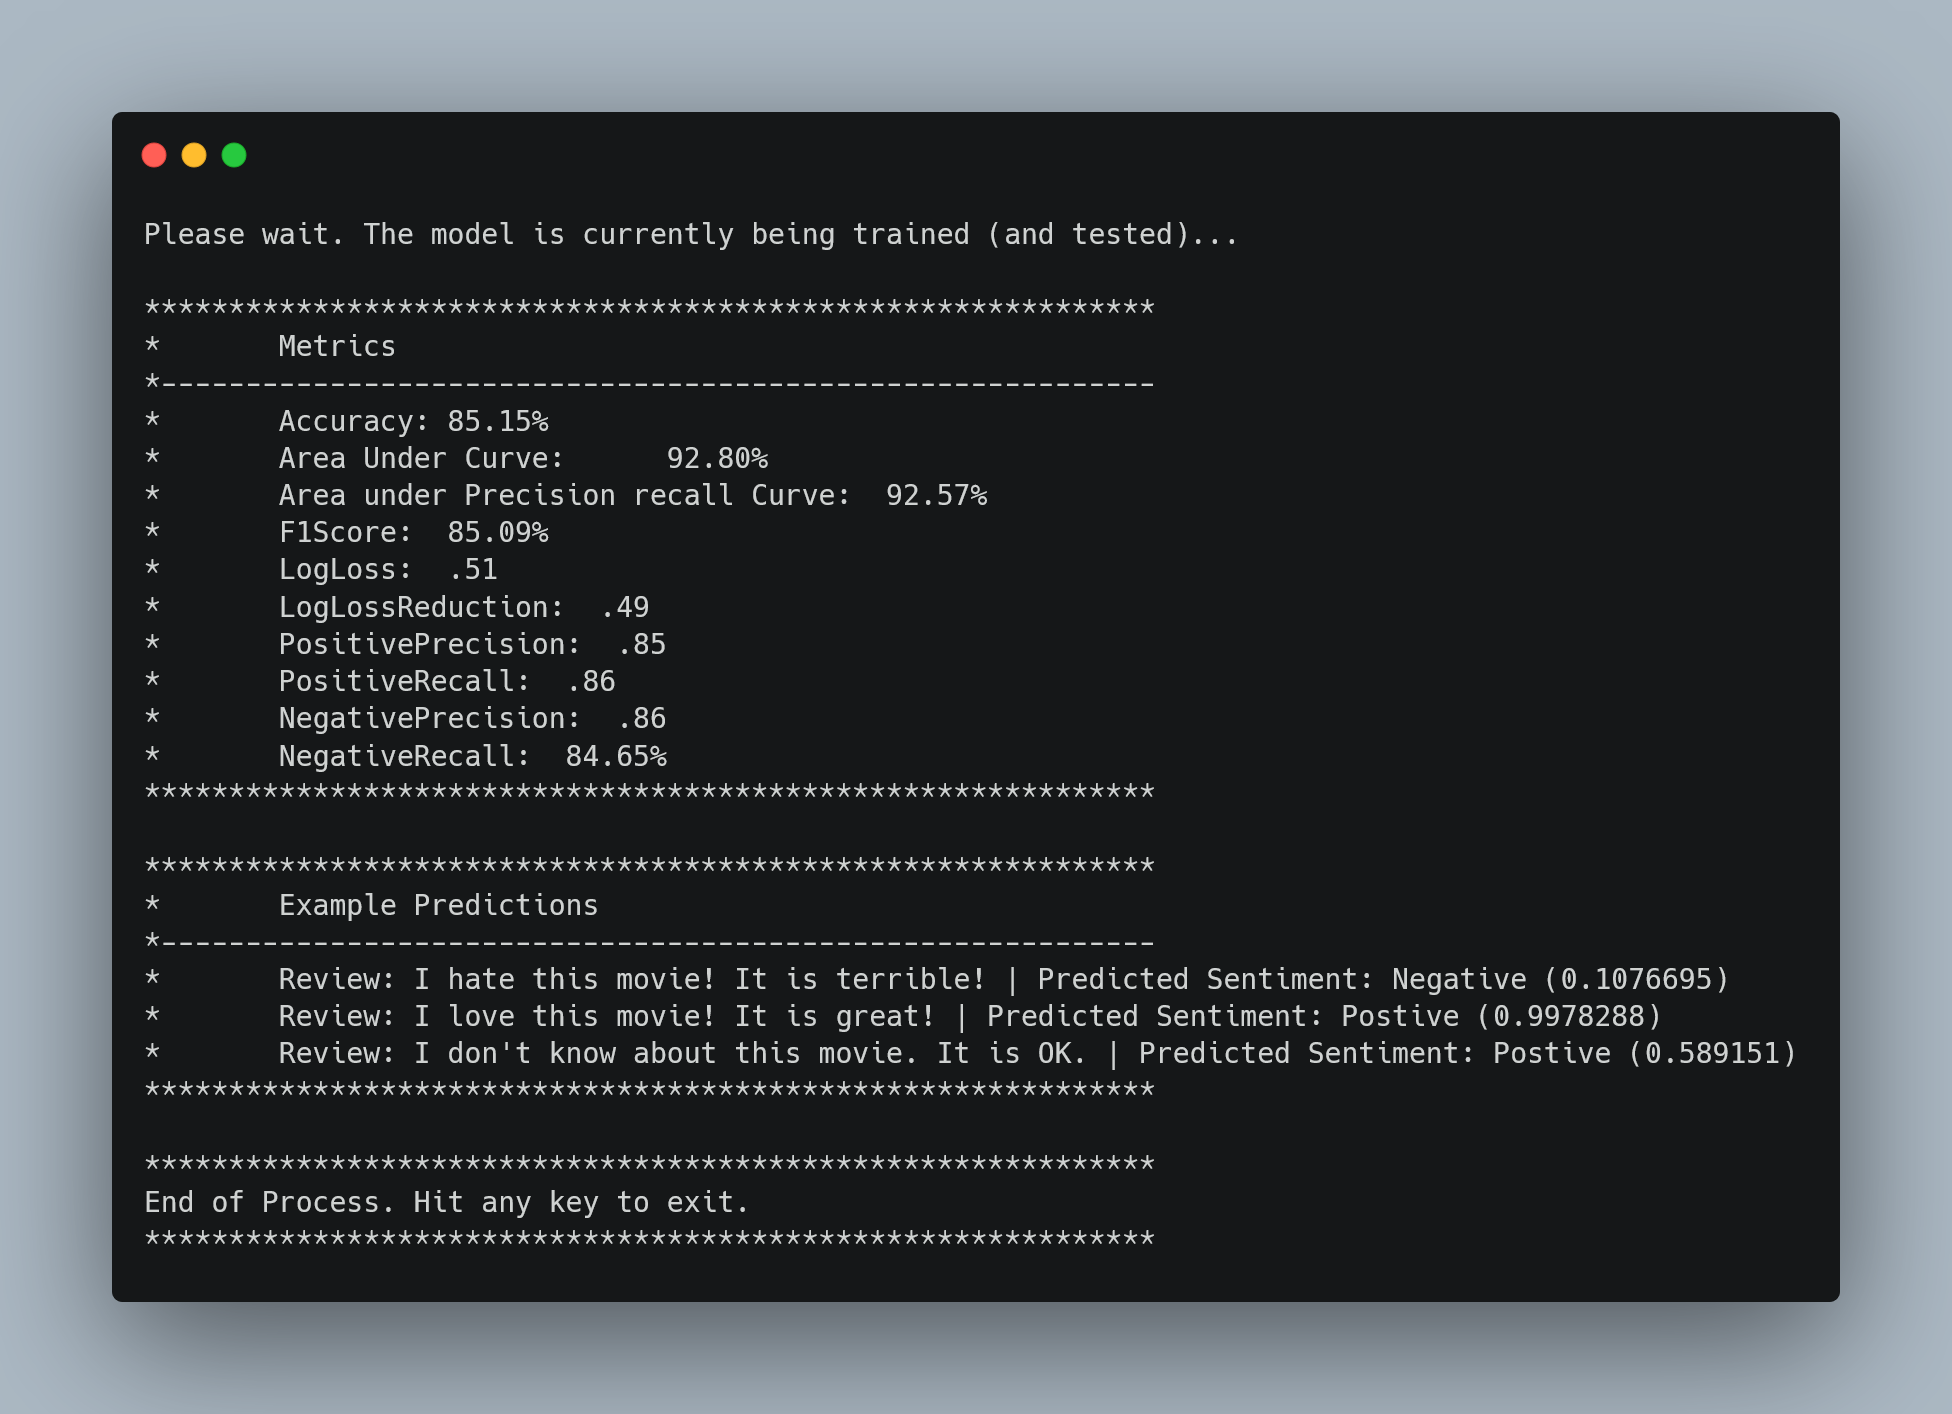 Please wait. The model is currently being trained (and tested)...
************************************************************
*       Metrics
*-----------------------------------------------------------
*       Accuracy: 85.15%
*       Area Under Curve:      92.80%
*       Area under Precision recall Curve:  92.57%
*       F1Score:  85.09%
*       LogLoss:  .51
*       LogLossReduction:  .49
*       PositivePrecision:  .85
*       PositiveRecall:  .86
*       NegativePrecision:  .86
*       NegativeRecall:  84.65%
************************************************************
************************************************************
*       Example Predictions
*-----------------------------------------------------------
*       Review: I hate this movie! It is terrible! | Predicted Sentiment: Negative (0.1076695)
*       Review: I love this movie! It is great! | Predicted Sentiment: Postive (0.9978288)
*       Review: I don't know about this movie. It is OK. | Predicted Sentiment: Postive (0.589151)
************************************************************
************************************************************
End of Process. Hit any key to exit.
************************************************************